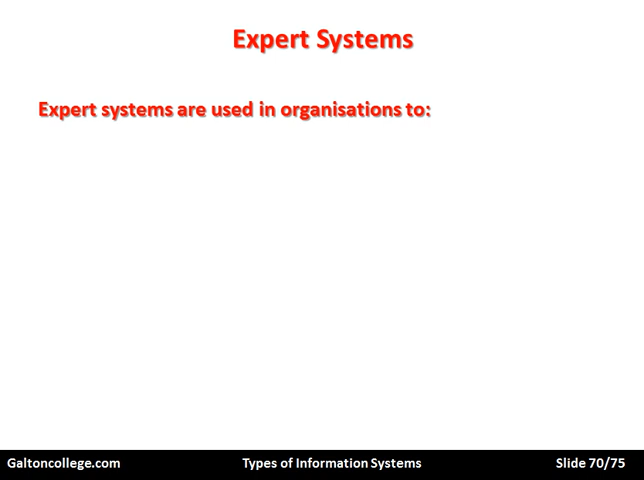 Expert Systems
Expert systems are used in organisations to:
Galtoncollege.com Types of Information Systems Slide 70/75